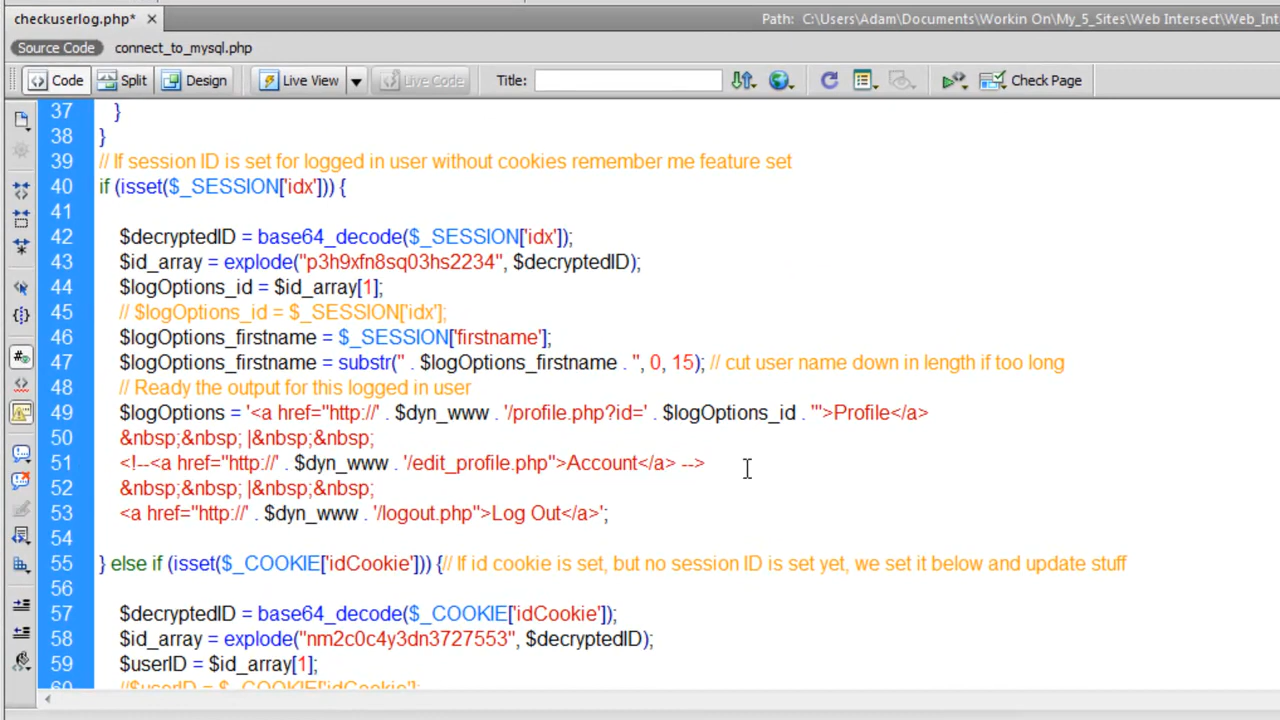 checkuserlog.php* ×
Path: C:\Users\Adam\Documents\Workin On\My_5_Sites\Web Intersect\Web_Int
Source Code connect_to_mysql.php
Code Split Design Live View Live Code Title: Check Page
37 }
38 }
39 // If session ID is set for logged in user without cookies remember me feature set
40 if (isset($_SESSION['idx'])) {
41
42 $decryptedID = base64_decode($_SESSION['idx']);
43 $id_array = explode("p3h9xfn8sq03hs2234", $decryptedID);
44 $logOptions_id = $id_array[1];
45 // $logOptions_id = $_SESSION['idx'];
46 $logOptions_firstname = $_SESSION['firstname'];
47 $logOptions_firstname = substr('' . $logOptions_firstname . '', 0, 15); // cut user name down in length if too long
48 // Ready the output for this logged in user
49 $logOptions = '<a href="http://' . $dyn_www . '/profile.php?id=' . $logOptions_id . '">Profile</a>
50 &nbsp;&nbsp; |&nbsp;&nbsp;
51 <!--<a href="http://' . $dyn_www . '/edit_profile.php">Account</a> -->
52 &nbsp;&nbsp; |&nbsp;&nbsp;
53 <a href="http://' . $dyn_www . '/logout.php">Log Out</a>';
54
55 } else if (isset($_COOKIE['idCookie'])) {// If id cookie is set, but no session ID is set yet, we set it below and update stuff
56
57 $decryptedID = base64_decode($_COOKIE['idCookie']);
58 $id_array = explode("nm2c0c4y3dn3727553", $decryptedID);
59 $userID = $id_array[1];
60 //$userID = $_COOKIE['idCookie'];